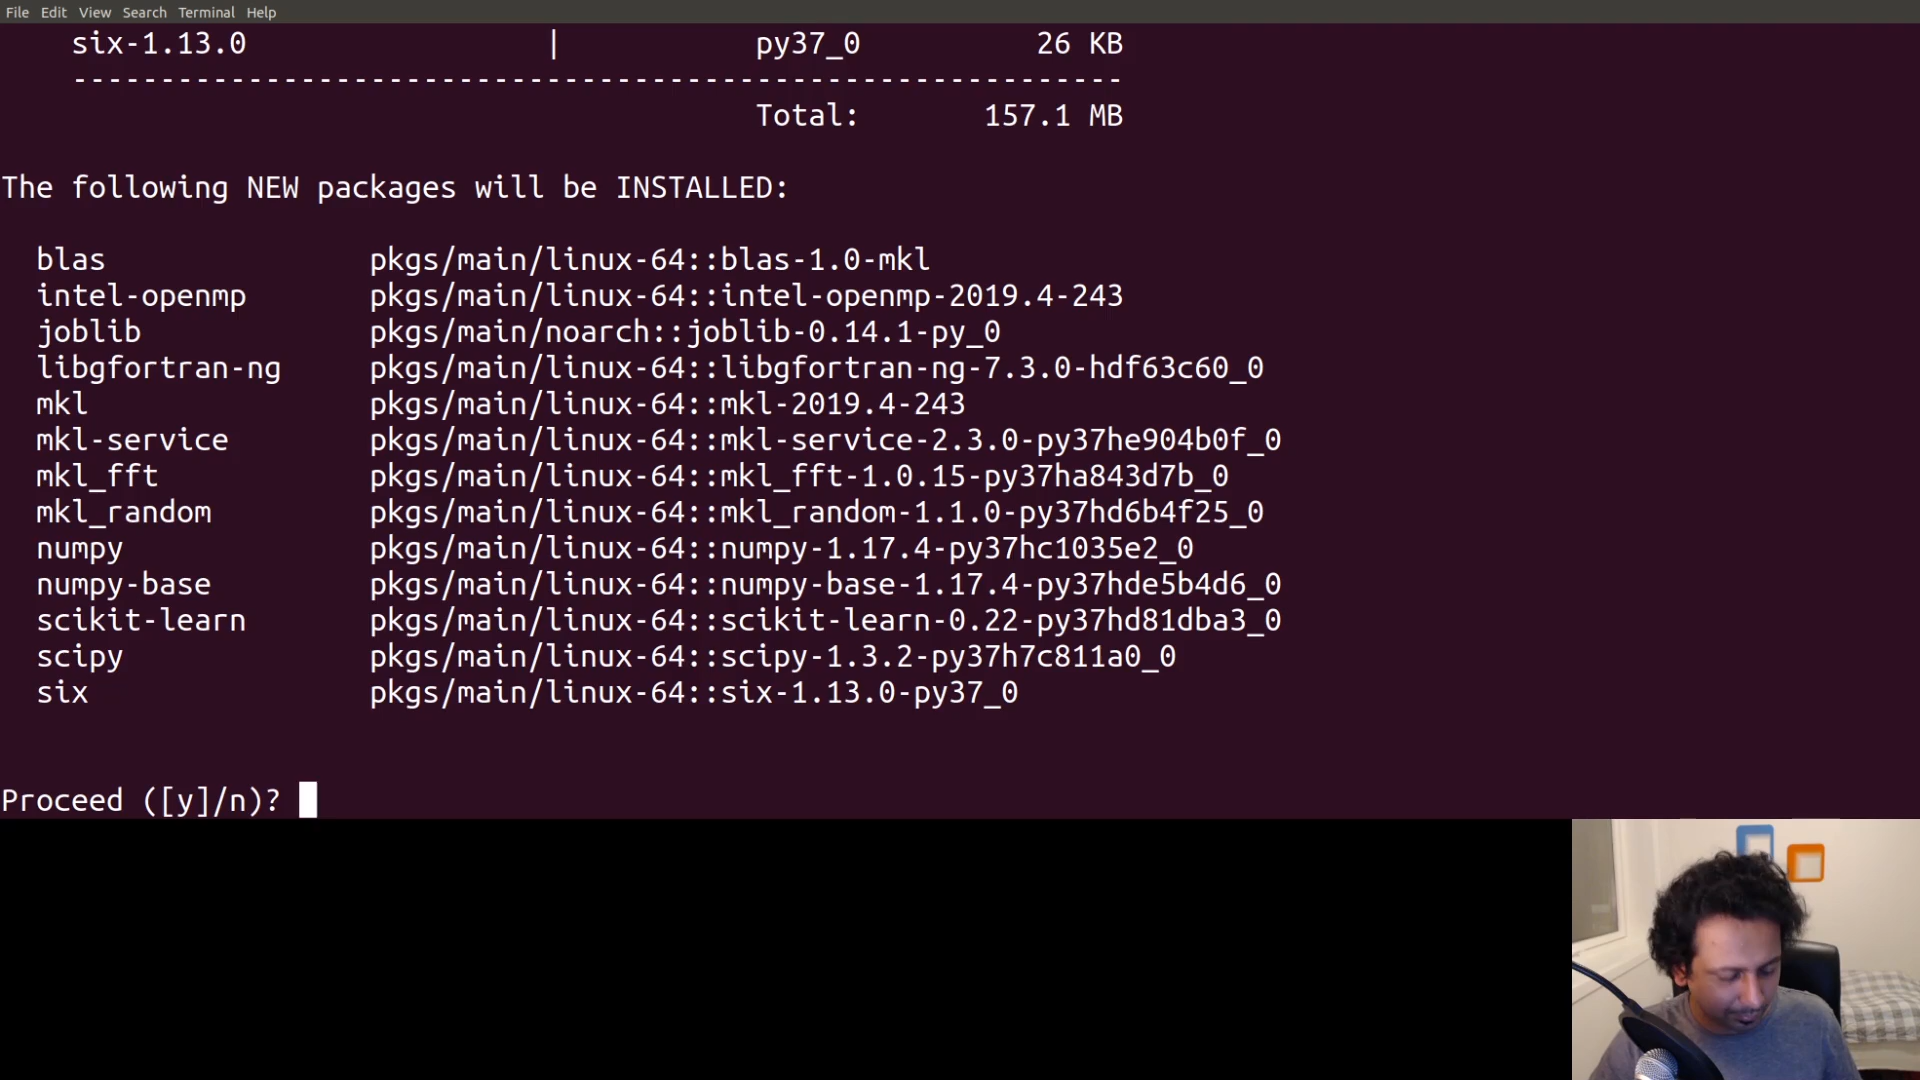 File Edit View Search Terminal Help
six-1.13.0 | py37_0 26 KB
------------------------------------------------------------
Total: 157.1 MB
The following NEW packages will be INSTALLED:
blas pkgs/main/linux-64::blas-1.0-mkl
intel-openmp pkgs/main/linux-64::intel-openmp-2019.4-243
joblib pkgs/main/noarch::joblib-0.14.1-py_0
libgfortran-ng pkgs/main/linux-64::libgfortran-ng-7.3.0-hdf63c60_0
mkl pkgs/main/linux-64::mkl-2019.4-243
mkl-service pkgs/main/linux-64::mkl-service-2.3.0-py37he904b0f_0
mkl_fft pkgs/main/linux-64::mkl_fft-1.0.15-py37ha843d7b_0
mkl_random pkgs/main/linux-64::mkl_random-1.1.0-py37hd6b4f25_0
numpy pkgs/main/linux-64::numpy-1.17.4-py37hc1035e2_0
numpy-base pkgs/main/linux-64::numpy-base-1.17.4-py37hde5b4d6_0
scikit-learn pkgs/main/linux-64::scikit-learn-0.22-py37hd81dba3_0
scipy pkgs/main/linux-64::scipy-1.3.2-py37h7c811a0_0
six pkgs/main/linux-64::six-1.13.0-py37_0
Proceed ([y]/n)?